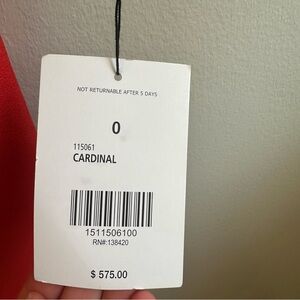 NOT RETURNABLE AFTER 5 DAYS
0
115061
CARDINAL
1511506100
RN#:138420
$ 575.00